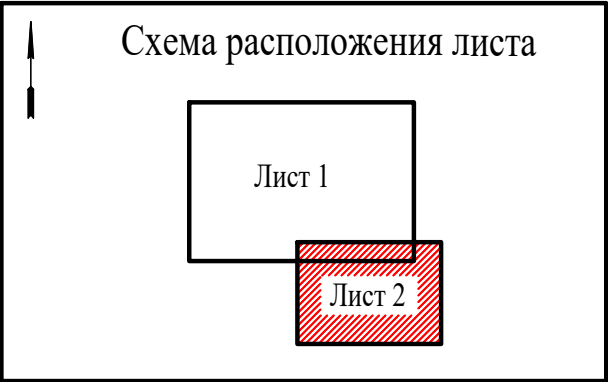 Схема расположения листа
Лист 1
Лист 2